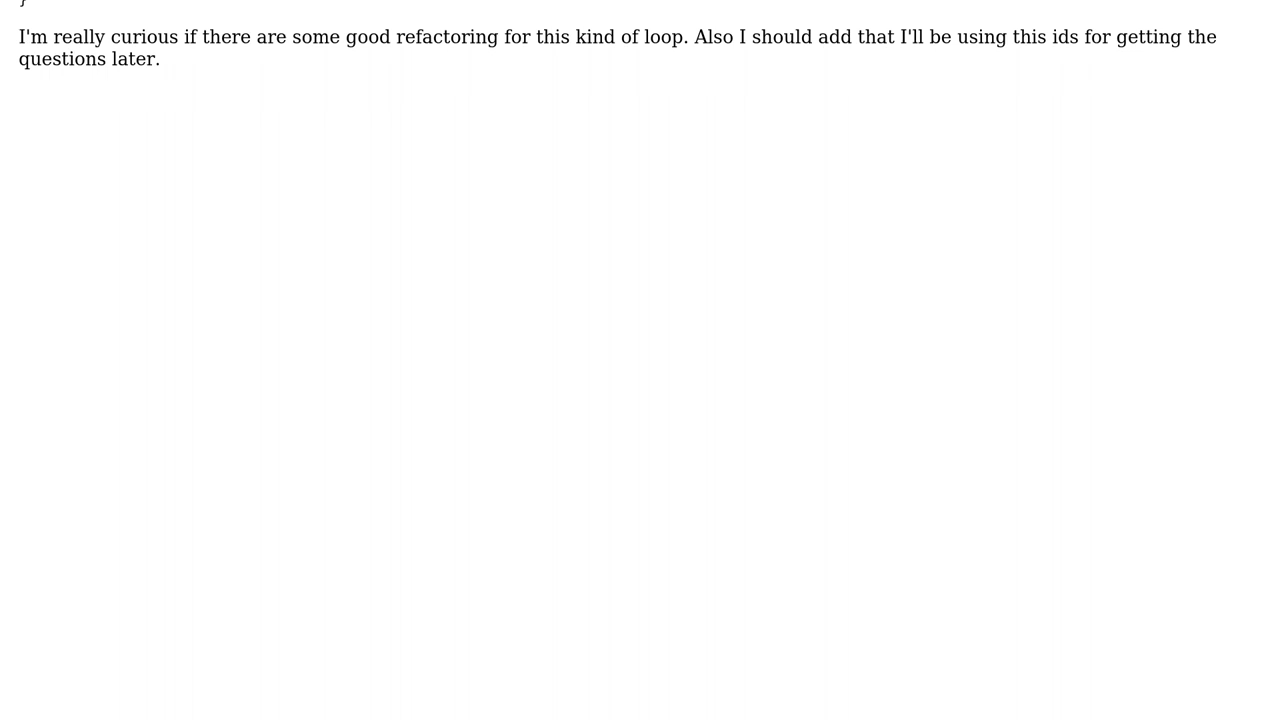 }
I'm really curious if there are some good refactoring for this kind of loop. Also I should add that I'll be using this ids for getting the
questions later.